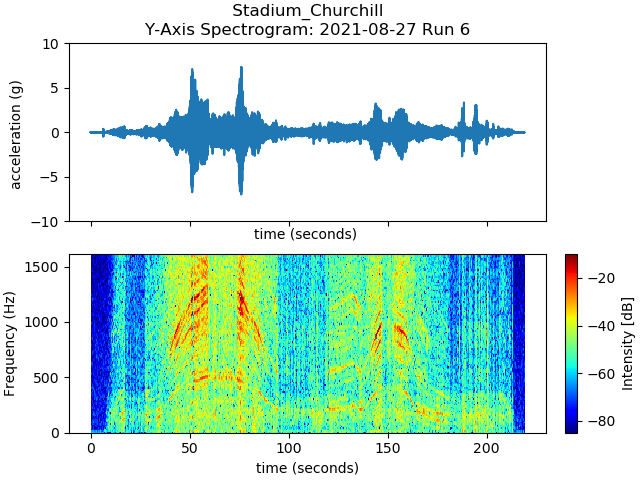 Stadium_Churchill
Y-Axis Spectrogram: 2021-08-27 Run 6
10
5
0
−5
−10
acceleration (g)
time (seconds)
1500
1000
500
0
Frequency (Hz)
0 50 100 150 200
time (seconds)
−20
−40
−60
−80
Intensity [dB]